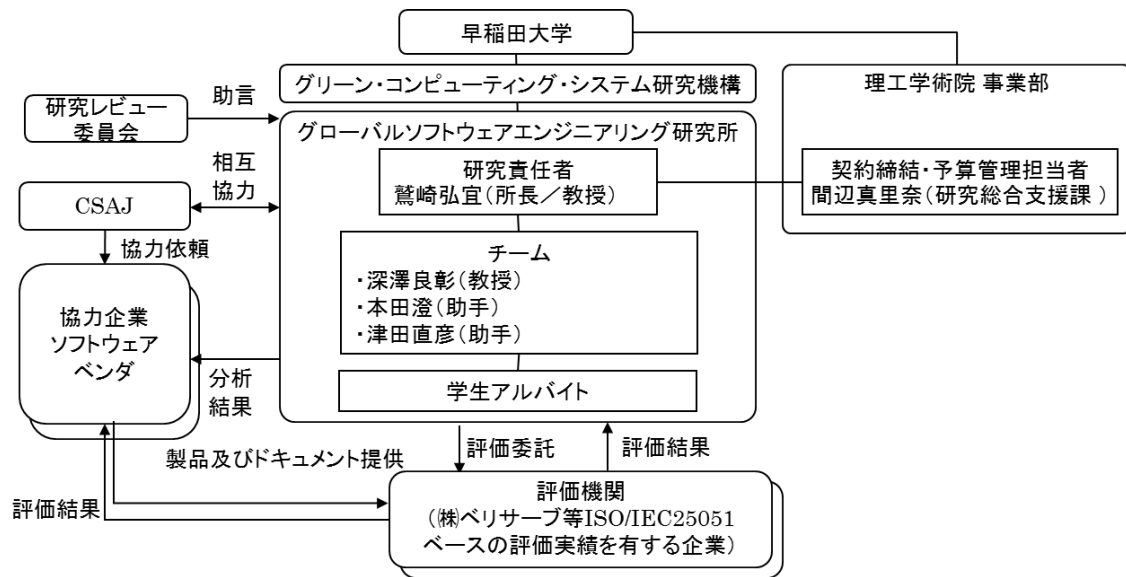 早稲田大学
グリーン・コンピューティング・システム研究機構
理工学術院 事業部
研究レビュー
委員会
助言
グローバルソフトウェアエンジニアリング研究所
研究責任者
鷲崎弘宜(所長／教授)
契約締結・予算管理担当者
間辺真里奈(研究総合支援課 )
相互
協力
CSAJ
協力依頼
チーム
・深澤良彰(教授)
・本田澄(助手)
・津田直彦(助手)
協力企業
ソフトウェア
ベンダ
分析
結果
学生アルバイト
製品及びドキュメント提供
評価委託
評価結果
評価結果
評価機関
(㈱ベリサーブ等ISO/IEC25051
ベースの評価実績を有する企業)